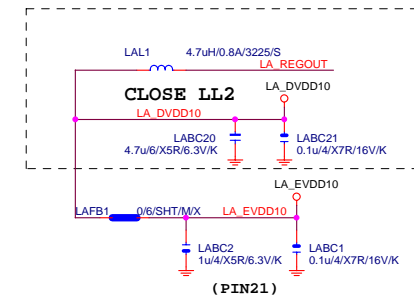 LAL1 4.7uH/0.8A/3225/S
LA_REGOUT
CLOSE LL2
LA_DVDD10
LA_DVDD10
LABC20
4.7u/6/X5R/6.3V/K
LABC21
0.1u/4/X7R/16V/K
LA_EVDD10
LAFB1 0/6/SHT/M/X LA_EVDD10
LABC2
1u/4/X5R/6.3V/K
LABC1
0.1u/4/X7R/16V/K
(PIN21)